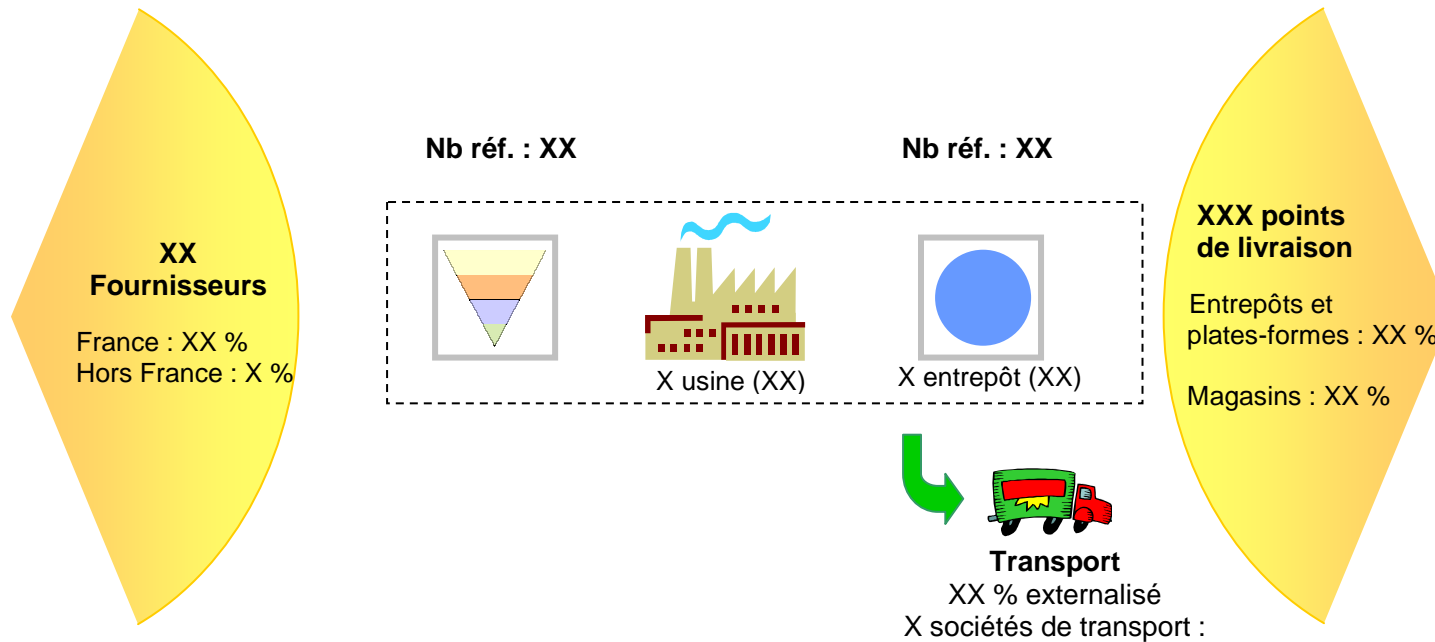 XX
Fournisseurs
France : XX %
Hors France : X %
Nb réf. : XX
Nb réf. : XX
X usine (XX)
X entrepôt (XX)
Transport
XX % externalisé
X sociétés de transport :
XXX points
de livraison
Entrepôts et
plates-formes : XX %
Magasins : XX %